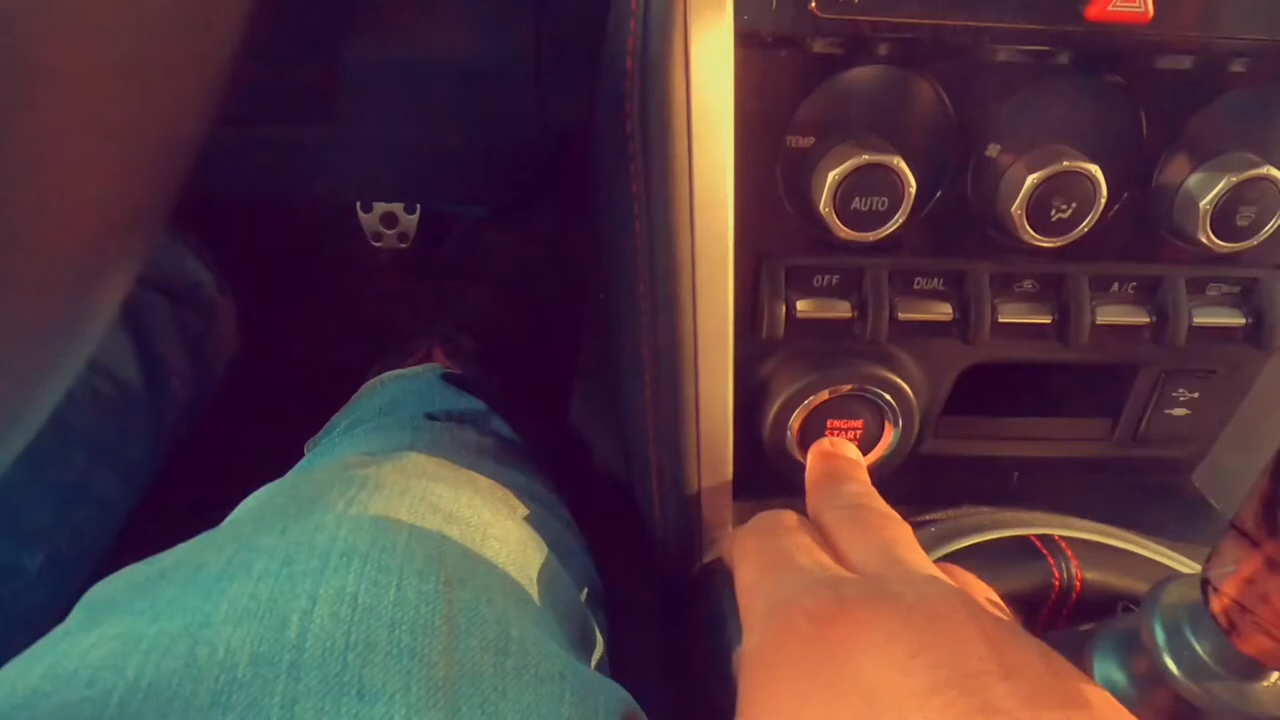 TEMP
AUTO
OFF
DUAL
A/C
ENGINE
START